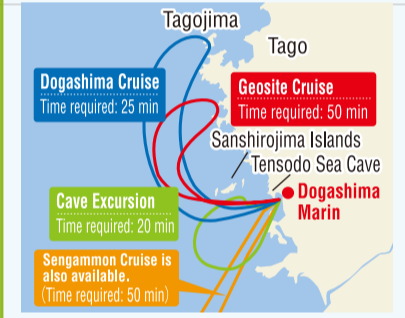 Tagojima
Tago
Dogashima Cruise
Time required: 25 min
Geosite Cruise
Time required: 50 min
Sanshirojima Islands
Tensodo Sea Cave
Dogashima
Marin
Cave Excursion
Time required: 20 min
Sengammon Cruise is
also available.
(Time required: 50 min)